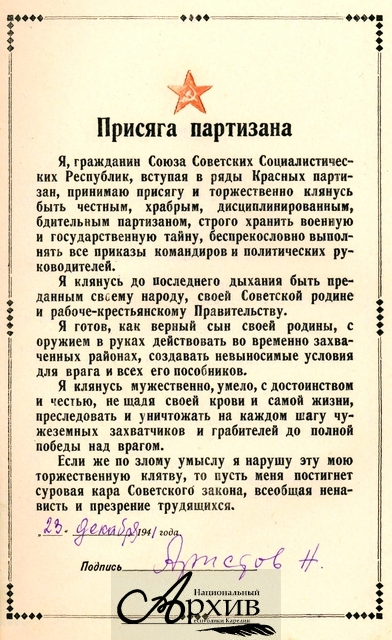 Присяга партизана
Я, гражданин Союза Советских Социалистичес-
ких Республик, вступая в ряды Красных парти-
зан, принимаю присягу и торжественно клянусь
быть честным, храбрым, дисциплинированным,
бдительным партизаном, строго хранить военную
и государственную тайну, беспрекословно выпол-
нять все приказы командиров и политических ру-
ководителей.
Я клянусь до последнего дыхания быть пре-
данным своему народу, своей Советской родине
и рабоче-крестьянскому Правительству.
Я готов, как верный сын своей родины, с
оружием в руках действовать во временно захва-
ченных районах, создавать невыносимые условия
для врага и всех его пособников.
Я клянусь мужественно, умело, с достоинством
и честью, не щадя своей крови и самой жизни,
преследовать и уничтожать на каждом шагу чу-
жеземных захватчиков и грабителей до полной
победы над врагом.
Если же по злому умыслу я нарушу эту мою
торжественную клятву, то пусть меня постигнет
суровая кара Советского закона, всеобщая нена-
висть и презрение трудящихся.
„23" декабря 1941 года.
Подпись Н.
Национальный
Архив
Республики Карелия